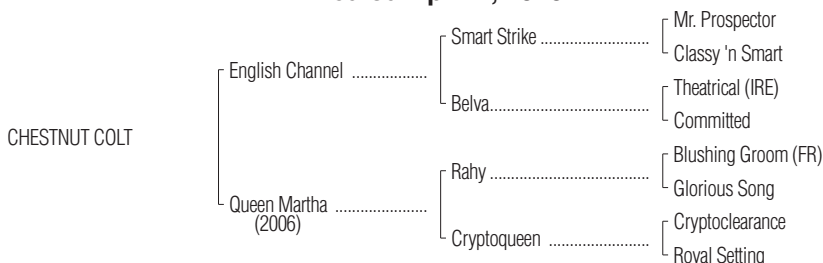 Mr. Prospector
Smart Strike ............................
Classy 'n Smart
English Channel ...................
Theatrical (IRE)
Belva.........................................
Committed
CHESTNUT COLT
Blushing Groom (FR)
Rahy .........................................
Glorious Song
Queen Martha .......................
(2006)
Cryptoclearance
Cryptoqueen ..........................
Royal Setting